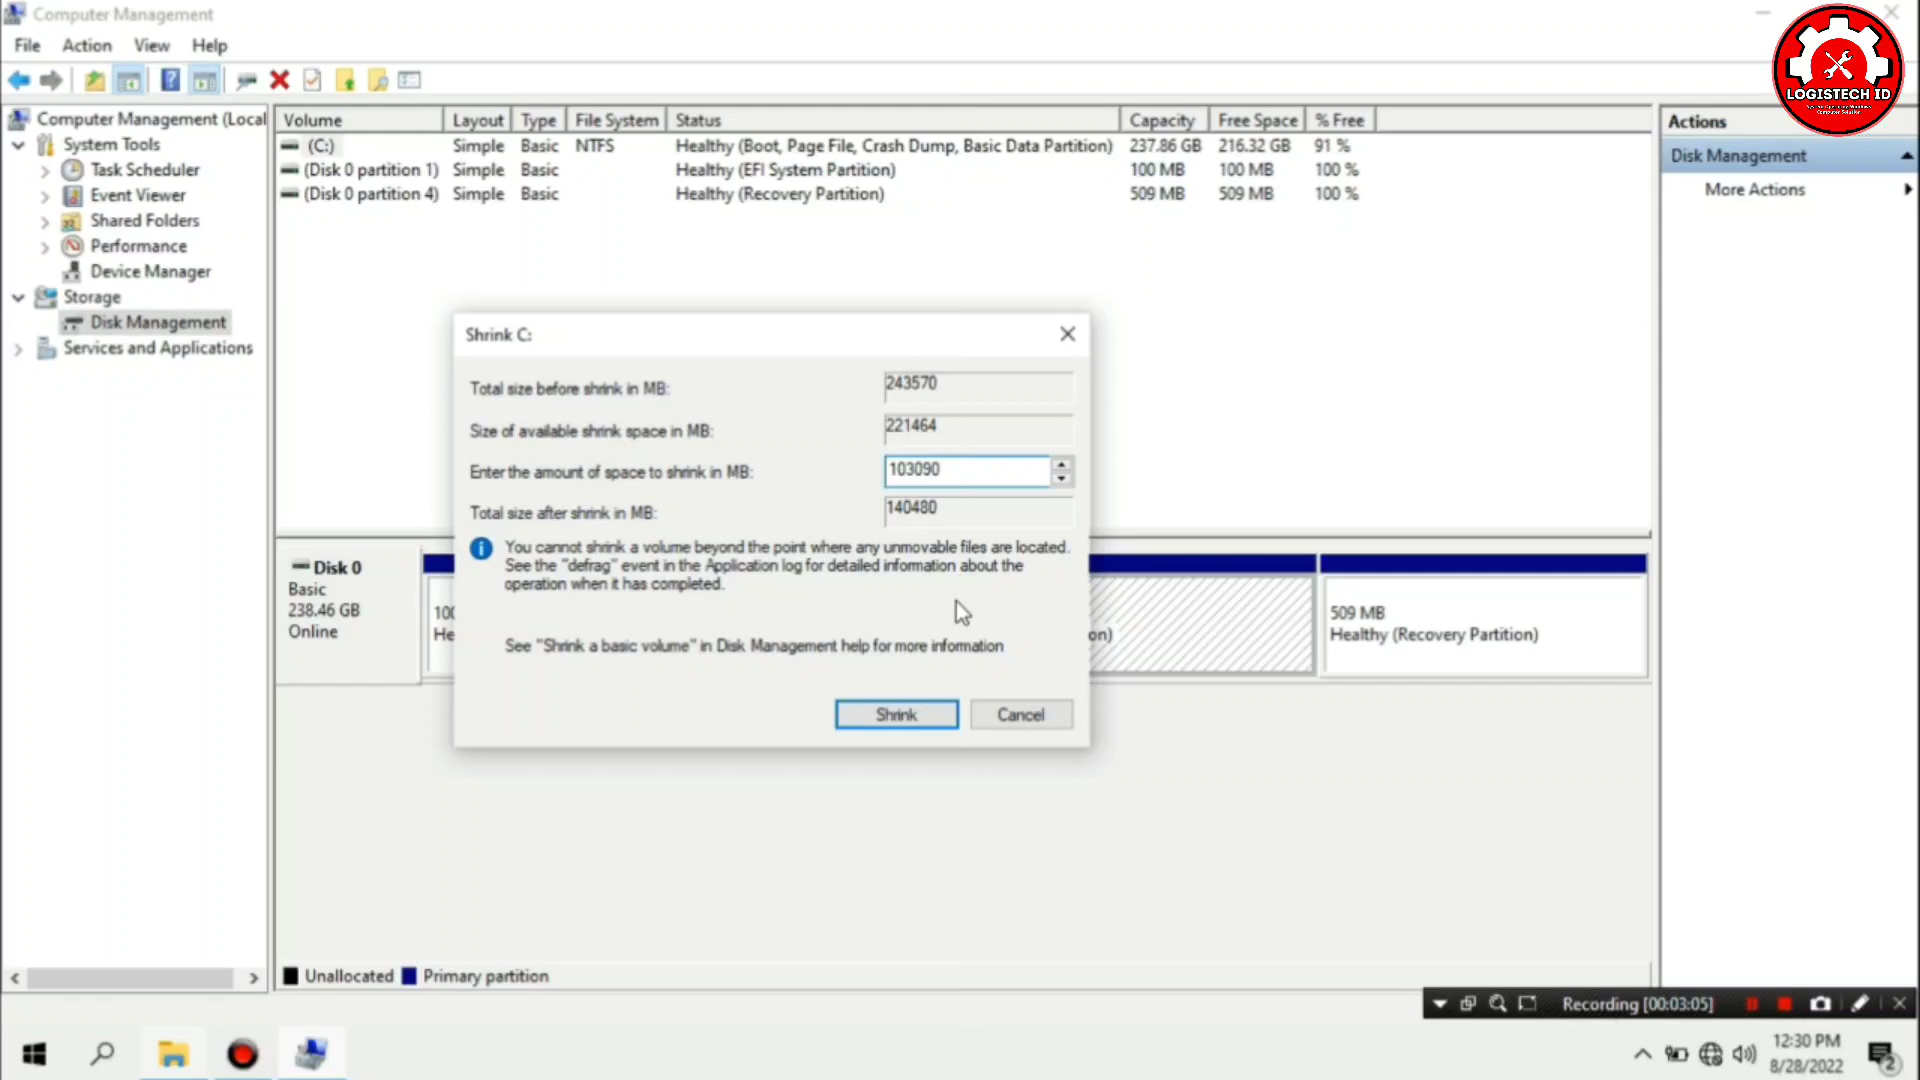 Computer Management
File Action View Help
LOGISTECH ID
Computer Management (Local
System Tools
Task Scheduler
Event Viewer
Shared Folders
Performance
Device Manager
Storage
Disk Management
Services and Applications
Volume Layout Type File System Status Capacity Free Space % Free
(C:) Simple Basic NTFS Healthy (Boot, Page File, Crash Dump, Basic Data Partition) 237.86 GB 216.32 GB 91 %
(Disk 0 partition 1) Simple Basic Healthy (EFI System Partition) 100 MB 100 MB 100 %
(Disk 0 partition 4) Simple Basic Healthy (Recovery Partition) 509 MB 509 MB 100 %
Actions
Disk Management
More Actions
Shrink C:
Total size before shrink in MB: 243570
Size of available shrink space in MB: 221464
Enter the amount of space to shrink in MB: 103090
Total size after shrink in MB: 140480
You cannot shrink a volume beyond the point where any unmovable files are located.
See the "defrag" event in the Application log for detailed information about the
operation when it has completed.
See "Shrink a basic volume" in Disk Management help for more information
Shrink Cancel
Disk 0
Basic
238.46 GB
Online
100
He
on)
509 MB
Healthy (Recovery Partition)
Unallocated Primary partition
Recording [00:03:05]
12:30 PM
8/28/2022
2